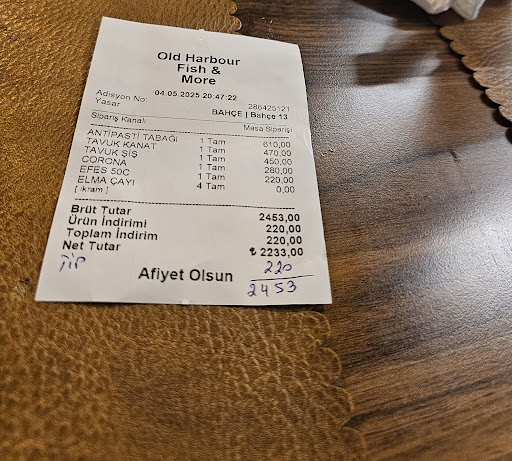 Old Harbour
Fish &
More
04.05.2025 20:47:22
Adisyon No: 286425121
Yasar BAHÇE | Bahçe 13
Sipariş Kanalı Masa Siparişi
ANTİPASTİ TABAĞI 1 Tam 610,00
TAVUK KANAT 1 Tam 470,00
TAVUK ŞİŞ 1 Tam 450,00
CORONA 1 Tam 280,00
EFES 50C 1 Tam 220,00
ELMA ÇAYI 4 Tam 0,00
[ ikram ]
Brüt Tutar 2453,00
Ürün İndirimi 220,00
Toplam İndirim 220,00
Net Tutar ₺ 2233,00
Afiyet Olsun 220
2453